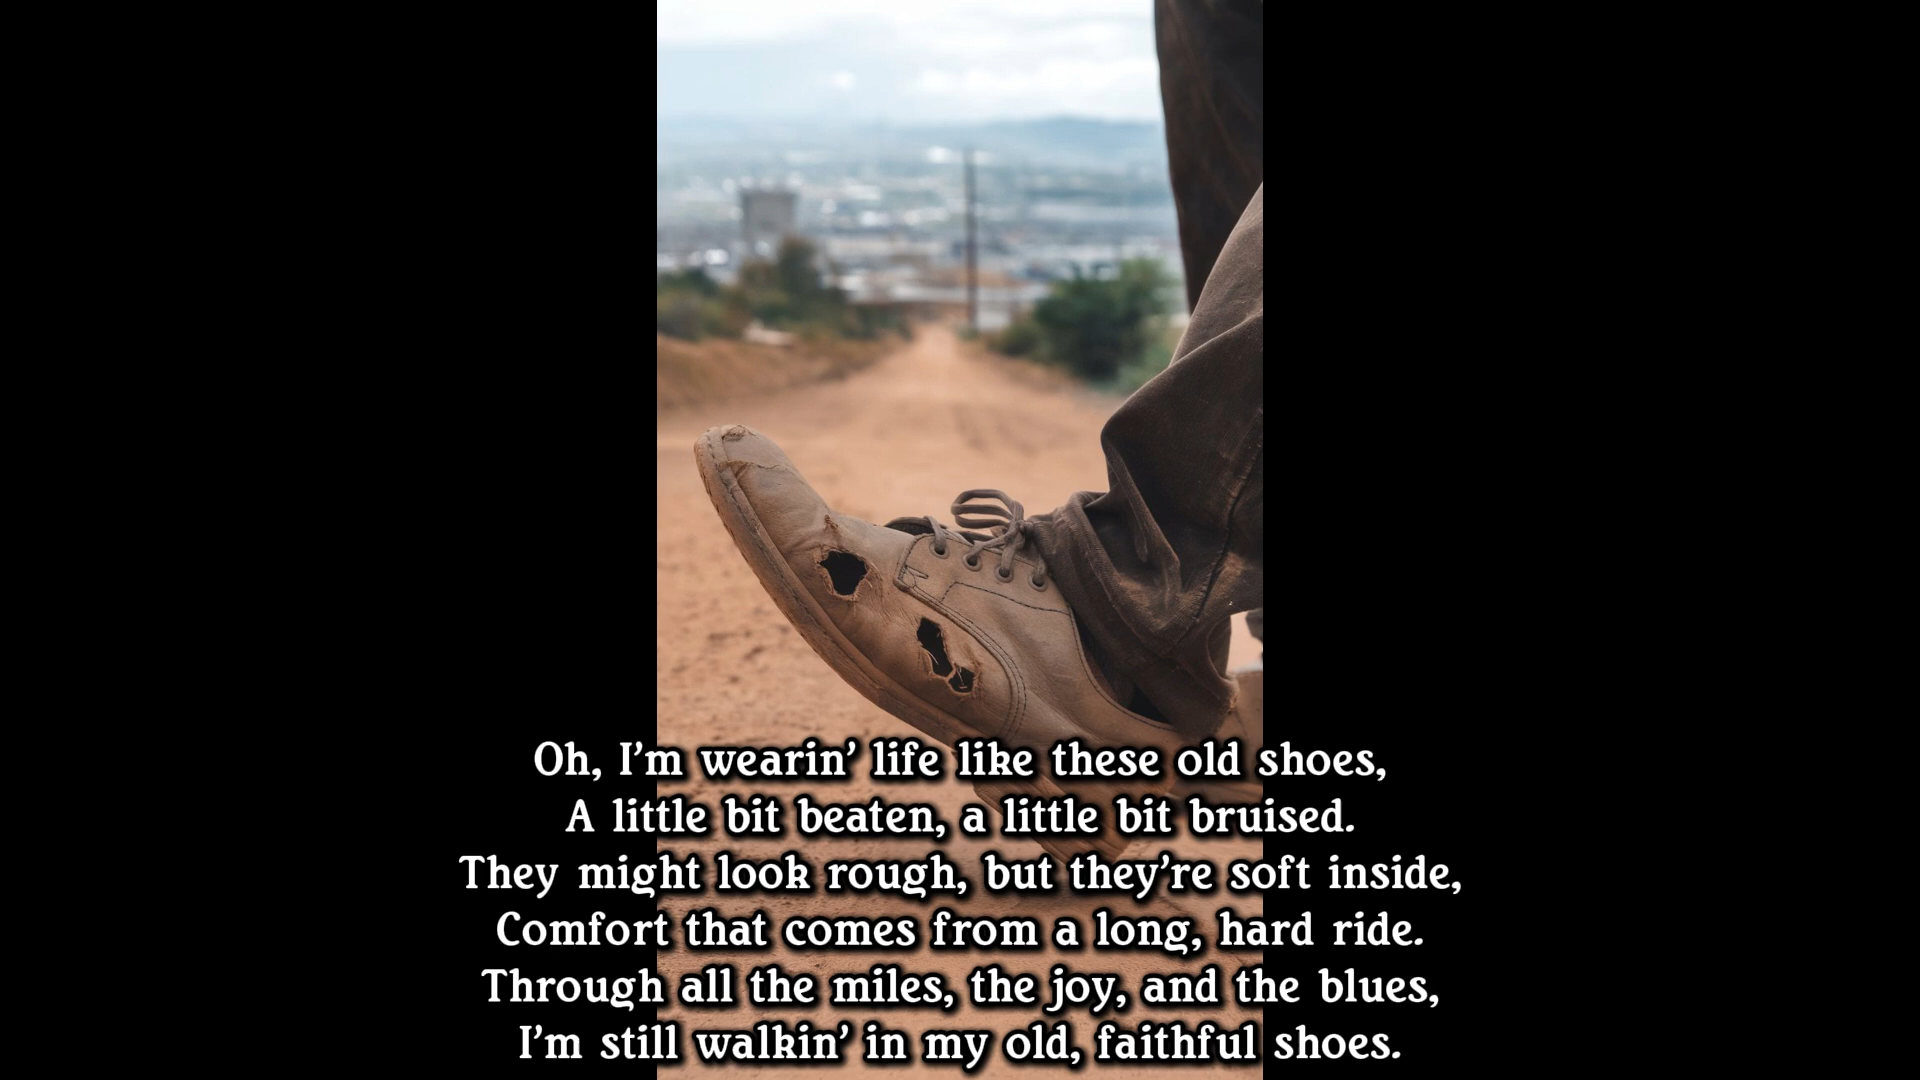 Oh, I'm wearin' life like these old shoes,
A little bit beaten, a little bit bruised.
They might look rough, but they're soft inside,
Comfort that comes from a long, hard ride.
Through all the miles, the joy, and the blues,
I'm still walkin' in my old, faithful shoes.